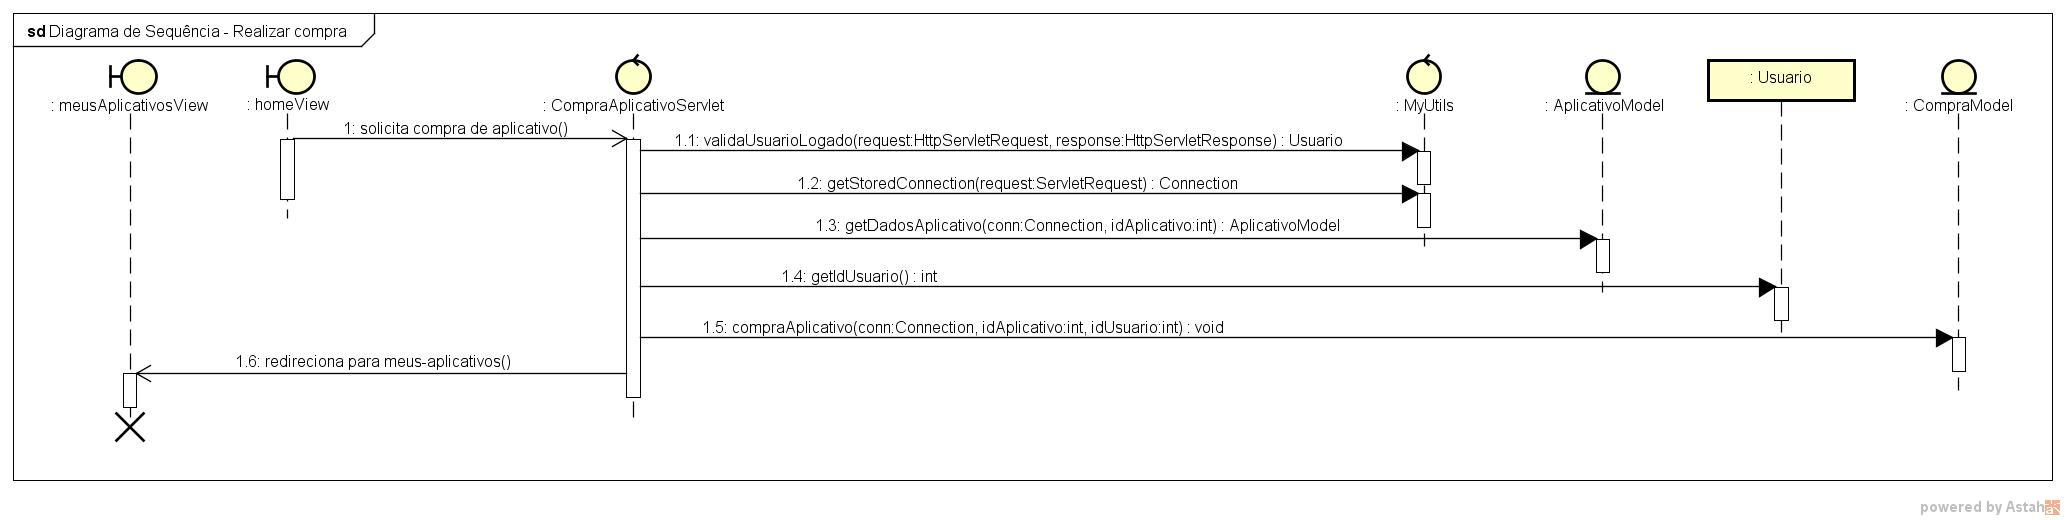 sd Diagrama de Sequência - Realizar compra
: meusAplicativosView
: homeView
: CompraAplicativoServlet
: MyUtils
: AplicativoModel
: Usuario
: CompraModel
1: solicita compra de aplicativo()
1.1: validaUsuarioLogado(request:HttpServletRequest, response:HttpServletResponse) : Usuario
1.2: getStoredConnection(request:ServletRequest) : Connection
1.3: getDadosAplicativo(conn:Connection, idAplicativo:int) : AplicativoModel
1.4: getIdUsuario() : int
1.5: compraAplicativo(conn:Connection, idAplicativo:int, idUsuario:int) : void
1.6: redireciona para meus-aplicativos()
powered by Astah